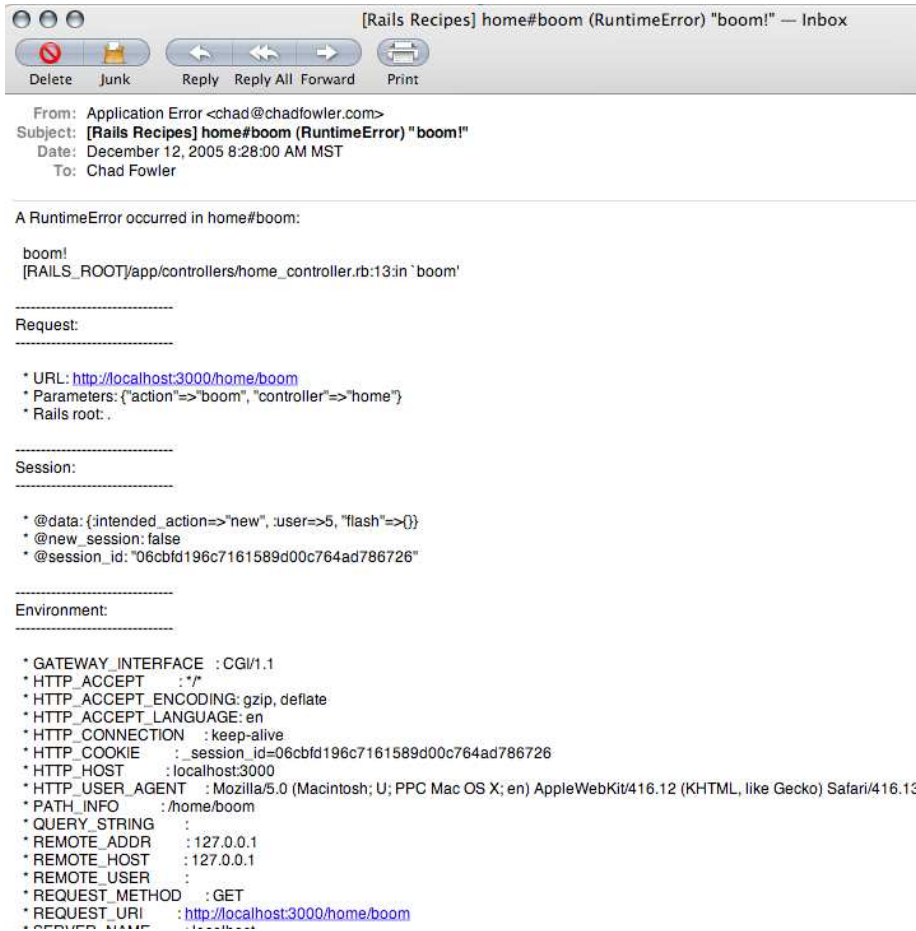 [Rails Recipes] home#boom (RuntimeError) "boom!" — Inbox
Delete Junk Reply Reply All Forward Print
From: Application Error <chad@chadfowler.com>
Subject: [Rails Recipes] home#boom (RuntimeError) "boom!"
Date: December 12, 2005 8:28:00 AM MST
To: Chad Fowler
A RuntimeError occurred in home#boom:
boom!
[RAILS_ROOT]/app/controllers/home_controller.rb:13:in `boom'
-------------------------------
Request:
-------------------------------
* URL: http://localhost:3000/home/boom
* Parameters: {"action"=>"boom", "controller"=>"home"}
* Rails root: .
-------------------------------
Session:
-------------------------------
* @data: {:intended_action=>"new", :user=>5, "flash"=>{}}
* @new_session: false
* @session_id: "06cbfd196c7161589d00c764ad786726"
-------------------------------
Environment:
-------------------------------
* GATEWAY_INTERFACE : CGI/1.1
* HTTP_ACCEPT : */*
* HTTP_ACCEPT_ENCODING: gzip, deflate
* HTTP_ACCEPT_LANGUAGE: en
* HTTP_CONNECTION : keep-alive
* HTTP_COOKIE : _session_id=06cbfd196c7161589d00c764ad786726
* HTTP_HOST : localhost:3000
* HTTP_USER_AGENT : Mozilla/5.0 (Macintosh; U; PPC Mac OS X; en) AppleWebKit/416.12 (KHTML, like Gecko) Safari/416.13
* PATH_INFO : /home/boom
* QUERY_STRING :
* REMOTE_ADDR : 127.0.0.1
* REMOTE_HOST : 127.0.0.1
* REMOTE_USER :
* REQUEST_METHOD : GET
* REQUEST_URI : http://localhost:3000/home/boom
* SERVER_NAME : localhost